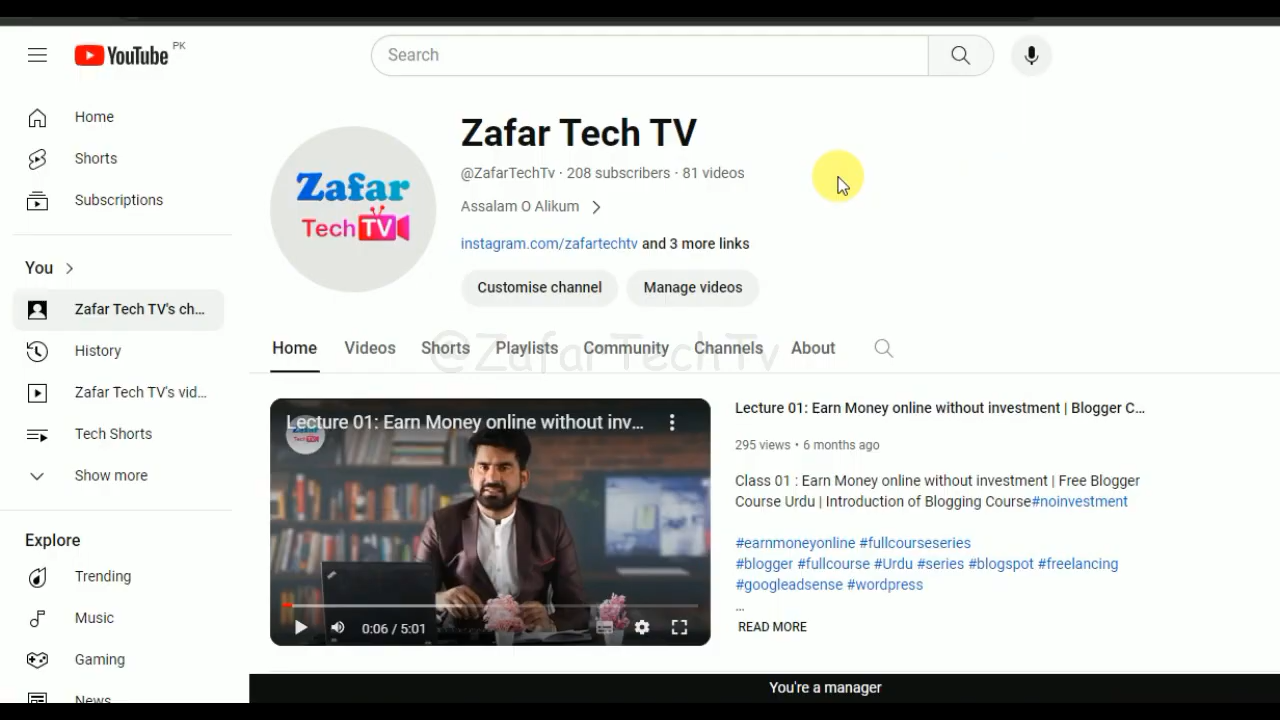 YouTube PK
Search
Home
Shorts
Subscriptions
You
Zafar Tech TV's ch...
History
Zafar Tech TV's vid...
Tech Shorts
Show more
Explore
Trending
Music
Gaming
News
Zafar
Tech TV
Zafar Tech TV
@ZafarTechTv · 208 subscribers · 81 videos
Assalam O Alikum
instagram.com/zafartechtv and 3 more links
Customise channel Manage videos
@ZafarTechTv
Home Videos Shorts Playlists Community Channels About
Lecture 01: Earn Money online without inv...
Zafar
Tech TV
0:06 / 5:01
Lecture 01: Earn Money online without investment | Blogger C...
295 views • 6 months ago
Class 01 : Earn Money online without investment | Free Blogger
Course Urdu | Introduction of Blogging Course#noinvestment
#earnmoneyonline #fullcourseseries
#blogger #fullcourse #Urdu #series #blogspot #freelancing
#googleadsense #wordpress
...
READ MORE
You're a manager